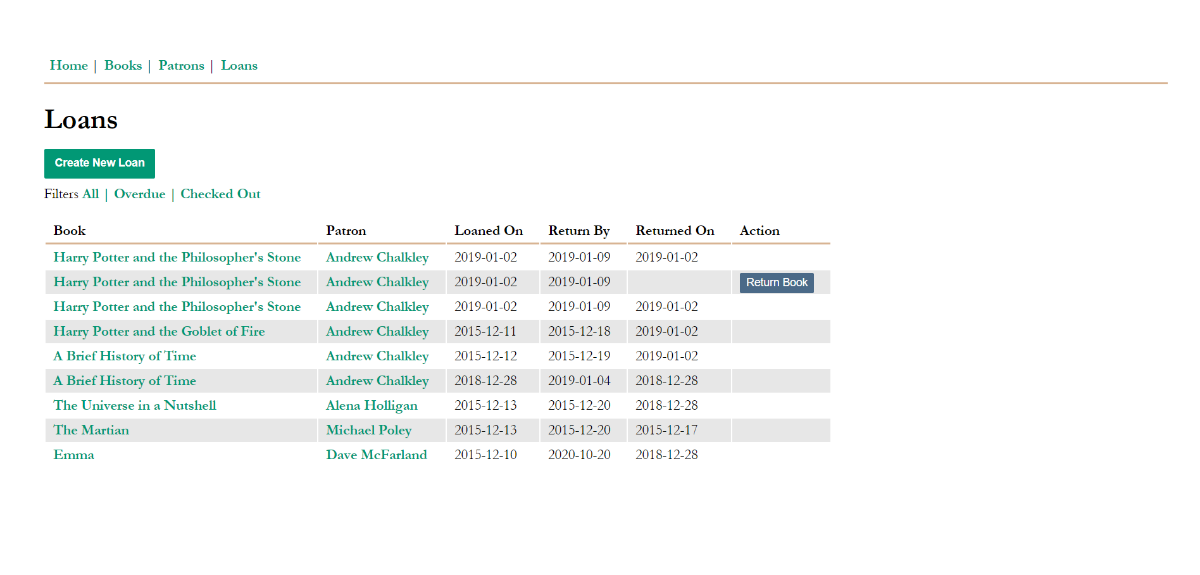 Home | Books | Patrons | Loans
Loans
Create New Loan
Filters All | Overdue | Checked Out
Book Patron Loaned On Return By Returned On Action
Harry Potter and the Philosopher's Stone Andrew Chalkley 2019-01-02 2019-01-09 2019-01-02
Harry Potter and the Philosopher's Stone Andrew Chalkley 2019-01-02 2019-01-09 Return Book
Harry Potter and the Philosopher's Stone Andrew Chalkley 2019-01-02 2019-01-09 2019-01-02
Harry Potter and the Goblet of Fire Andrew Chalkley 2015-12-11 2015-12-18 2019-01-02
A Brief History of Time Andrew Chalkley 2015-12-12 2015-12-19 2019-01-02
A Brief History of Time Andrew Chalkley 2018-12-28 2019-01-04 2018-12-28
The Universe in a Nutshell Alena Holligan 2015-12-13 2015-12-20 2018-12-28
The Martian Michael Poley 2015-12-13 2015-12-20 2015-12-17
Emma Dave McFarland 2015-12-10 2020-10-20 2018-12-28